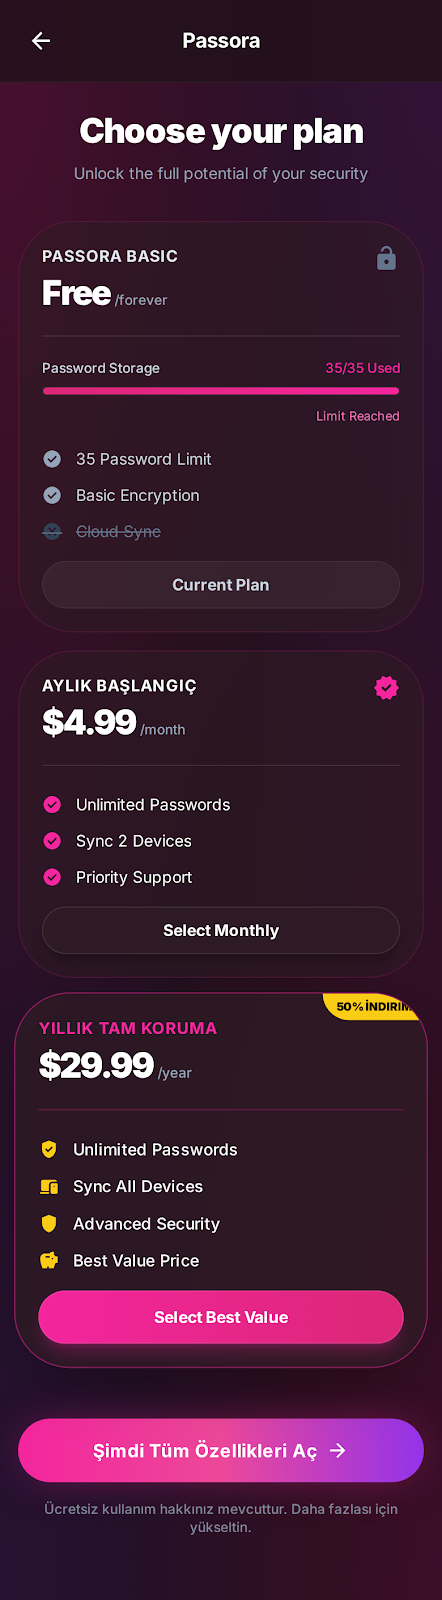 Passora
Choose your plan
Unlock the full potential of your security
PASSORA BASIC
Free /forever
Password Storage 35/35 Used
Limit Reached
35 Password Limit
Basic Encryption
Cloud Sync
Current Plan
AYLIK BAŞLANGIÇ
$4.99 /month
Unlimited Passwords
Sync 2 Devices
Priority Support
Select Monthly
50% İNDİRİM
YILLIK TAM KORUMA
$29.99 /year
Unlimited Passwords
Sync All Devices
Advanced Security
Best Value Price
Select Best Value
Şimdi Tüm Özellikleri Aç
Ücretsiz kullanım hakkınız mevcuttur. Daha fazlası için
yükseltin.